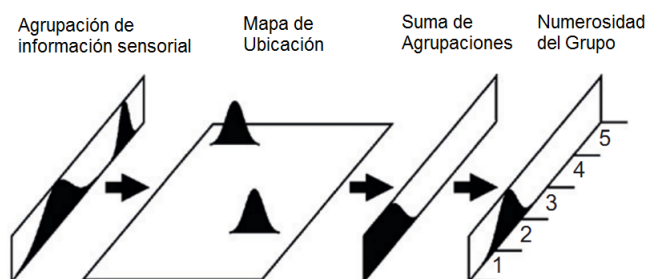 Agrupación de
información sensorial
Mapa de
Ubicación
Suma de
Agrupaciones
Numerosidad
del Grupo
5
4
3
2
1